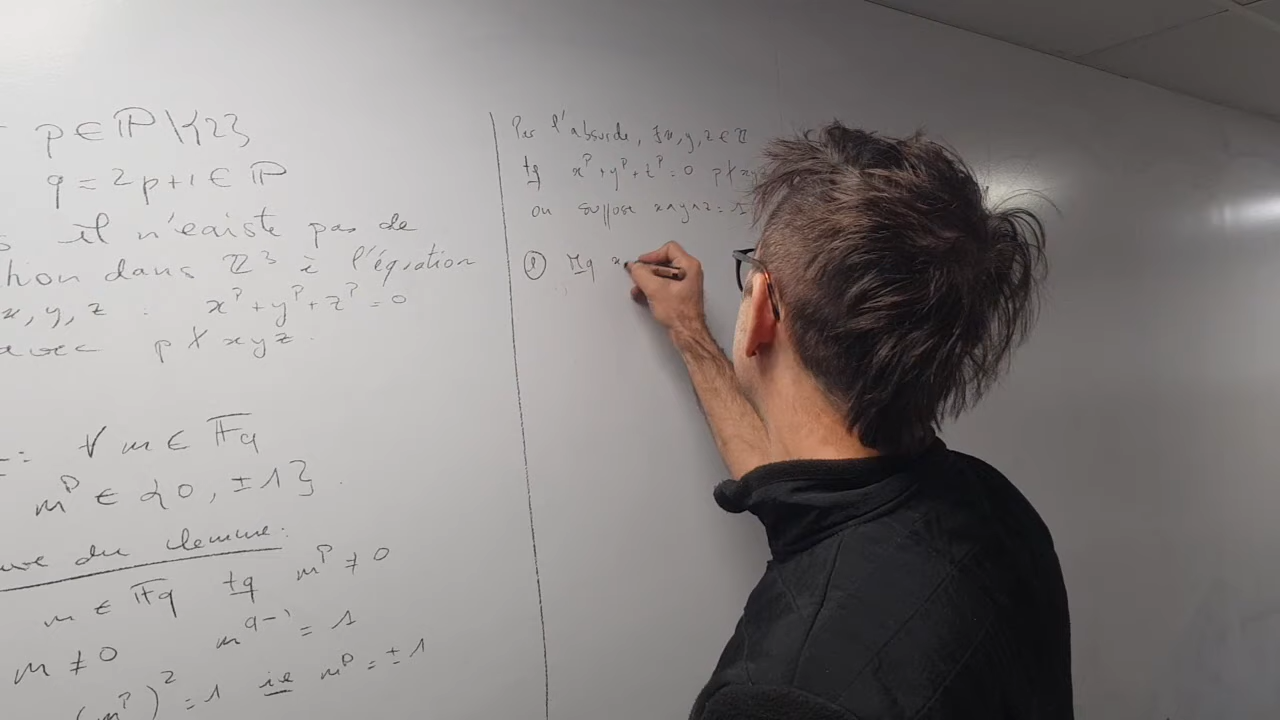 p ∈ ℙ \ {2}
q = 2p+1 ∈ ℙ
il n'existe pas de
dans ℤ³ à l'équation
x, y, z : x^p + y^p + z^p = 0
avec p ∤ xyz.
∀ m ∈ 𝔽q
m^p ∈ {0, ±1}.
du lemme :
m ∈ 𝔽q tq m^p ≠ 0
m ≠ 0 m^{q-1} = 1
(m^p)² = 1 ie m^p = ±1
Par l'absurde, ∃x, y, z ∈ ℤ
tq x^p + y^p + z^p = 0 p ∤ xy
on suppose x∧y∧z = 1
① Mq x